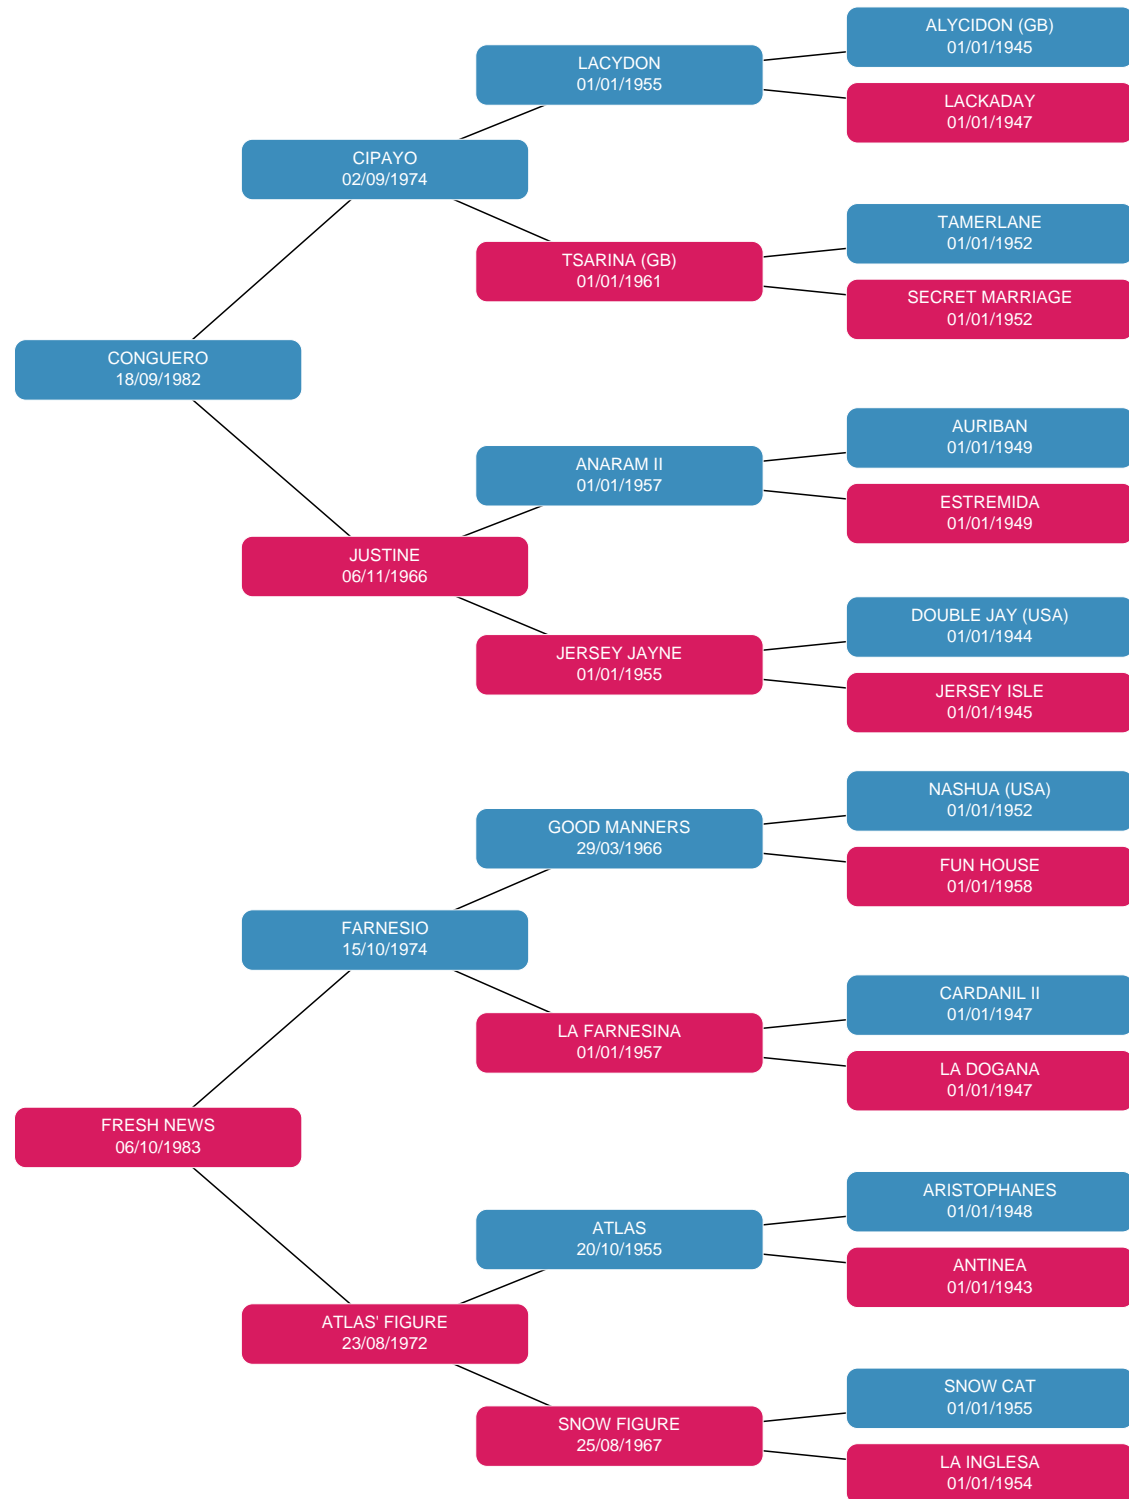 ALYCIDON (GB)
01/01/1945
LACYDON
01/01/1955
LACKADAY
01/01/1947
CIPAYO
02/09/1974
TAMERLANE
01/01/1952
TSARINA (GB)
01/01/1961
SECRET MARRIAGE
01/01/1952
CONGUERO
18/09/1982
AURIBAN
01/01/1949
ANARAM II
01/01/1957
ESTREMIDA
01/01/1949
JUSTINE
06/11/1966
DOUBLE JAY (USA)
01/01/1944
JERSEY JAYNE
01/01/1955
JERSEY ISLE
01/01/1945
NASHUA (USA)
01/01/1952
GOOD MANNERS
29/03/1966
FUN HOUSE
01/01/1958
FARNESIO
15/10/1974
CARDANIL II
01/01/1947
LA FARNESINA
01/01/1957
LA DOGANA
01/01/1947
FRESH NEWS
06/10/1983
ARISTOPHANES
01/01/1948
ATLAS
20/10/1955
ANTINEA
01/01/1943
ATLAS' FIGURE
23/08/1972
SNOW CAT
01/01/1955
SNOW FIGURE
25/08/1967
LA INGLESA
01/01/1954